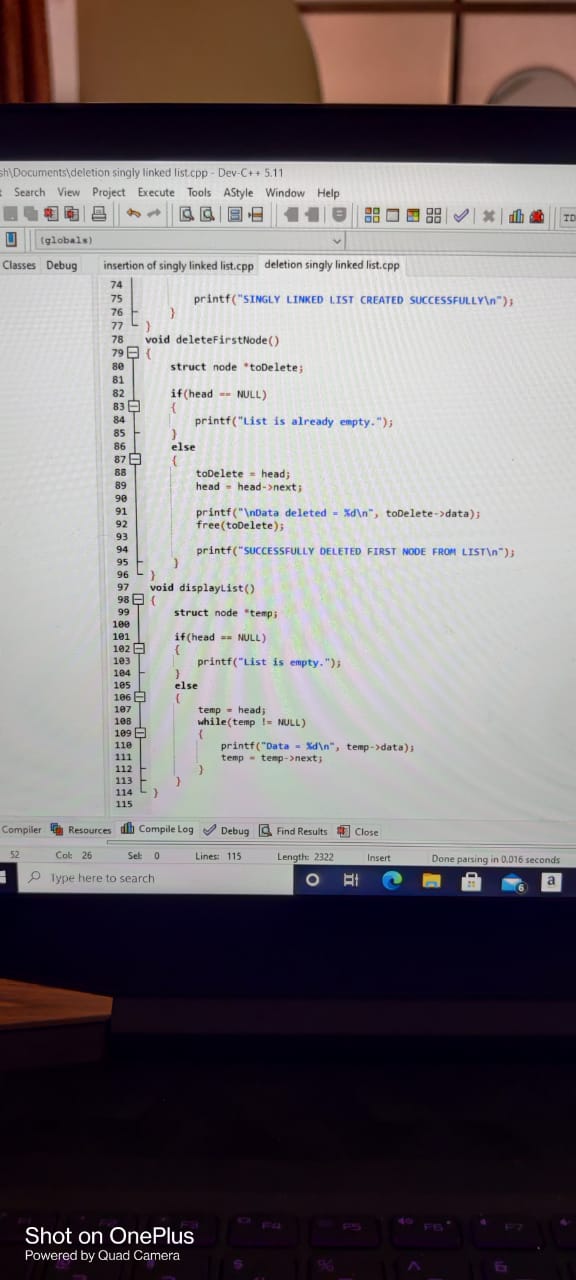 sh\Documents\deletion singly linked list.cpp - Dev-C++ 5.11
Search View Project Execute Tools AStyle Window Help
TD
(globals)
Classes Debug insertion of singly linked list.cpp deletion singly linked list.cpp
74
75 printf("SINGLY LINKED LIST CREATED SUCCESSFULLY\n");
76 }
77 }
78 void deleteFirstNode()
79 {
80 struct node *toDelete;
81
82 if(head == NULL)
83 {
84 printf("List is already empty.");
85 }
86 else
87 {
88 toDelete = head;
89 head = head->next;
90
91 printf("\nData deleted = %d\n", toDelete->data);
92 free(toDelete);
93
94 printf("SUCCESSFULLY DELETED FIRST NODE FROM LIST\n");
95 }
96 }
97 void displayList()
98 {
99 struct node *temp;
100
101 if(head == NULL)
102 {
103 printf("List is empty.");
104 }
105 else
106 {
107 temp = head;
108 while(temp != NULL)
109 {
110 printf("Data = %d\n", temp->data);
111 temp = temp->next;
112 }
113 }
114 }
115
Compiler Resources Compile Log Debug Find Results Close
52 Col: 26 Sel: 0 Lines: 115 Length: 2322 Insert Done parsing in 0.016 seconds
Type here to search 6 a
F4 F5 F6 F7
$ % ^ 6
Shot on OnePlus
Powered by Quad Camera